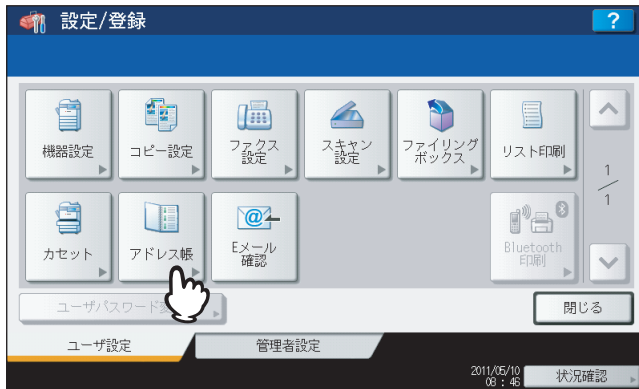 設定/登録
?
機器設定
コピー設定
ファクス
設定
スキャン
設定
ファイリング
ボックス
リスト印刷
1
1
カセット
アドレス帳
Eメール
確認
Bluetooth
印刷
ユーザパスワード
閉じる
ユーザ設定
管理者設定
2011/05/10
08 : 46
状況確認